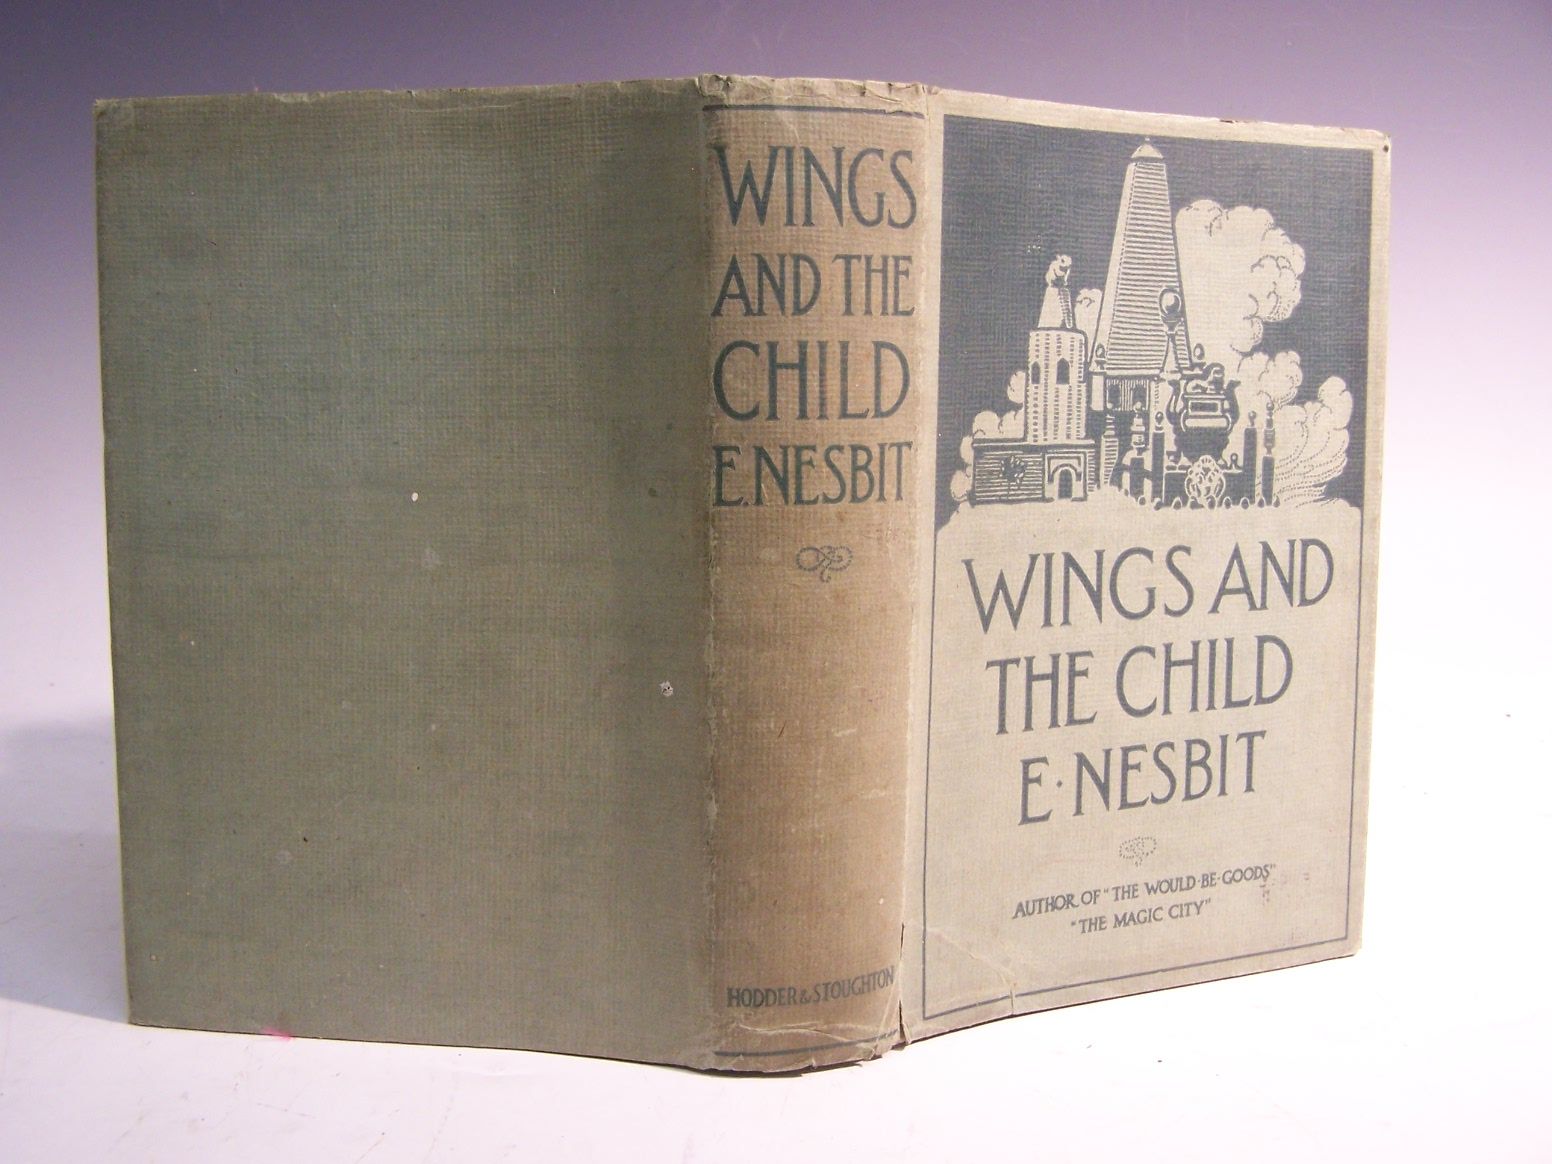 WINGS
AND THE
CHILD
E. NESBIT
HODDER & STOUGHTON
WINGS AND
THE CHILD
E · NESBIT
AUTHOR OF "THE WOULD·BE·GOODS"
"THE MAGIC CITY"